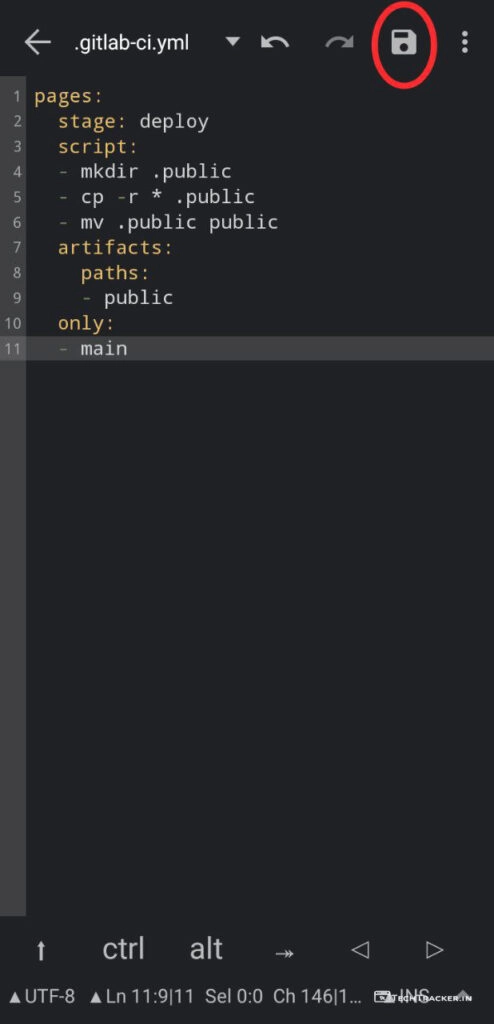 .gitlab-ci.yml
1 pages:
2   stage: deploy
3   script:
4   - mkdir .public
5   - cp -r * .public
6   - mv .public public
7   artifacts:
8     paths:
9     - public
10   only:
11   - main
ctrl alt
▲UTF-8 ▲Ln 11:9|11 Sel 0:0 Ch 146|1... TECHTRACKER.IN INS